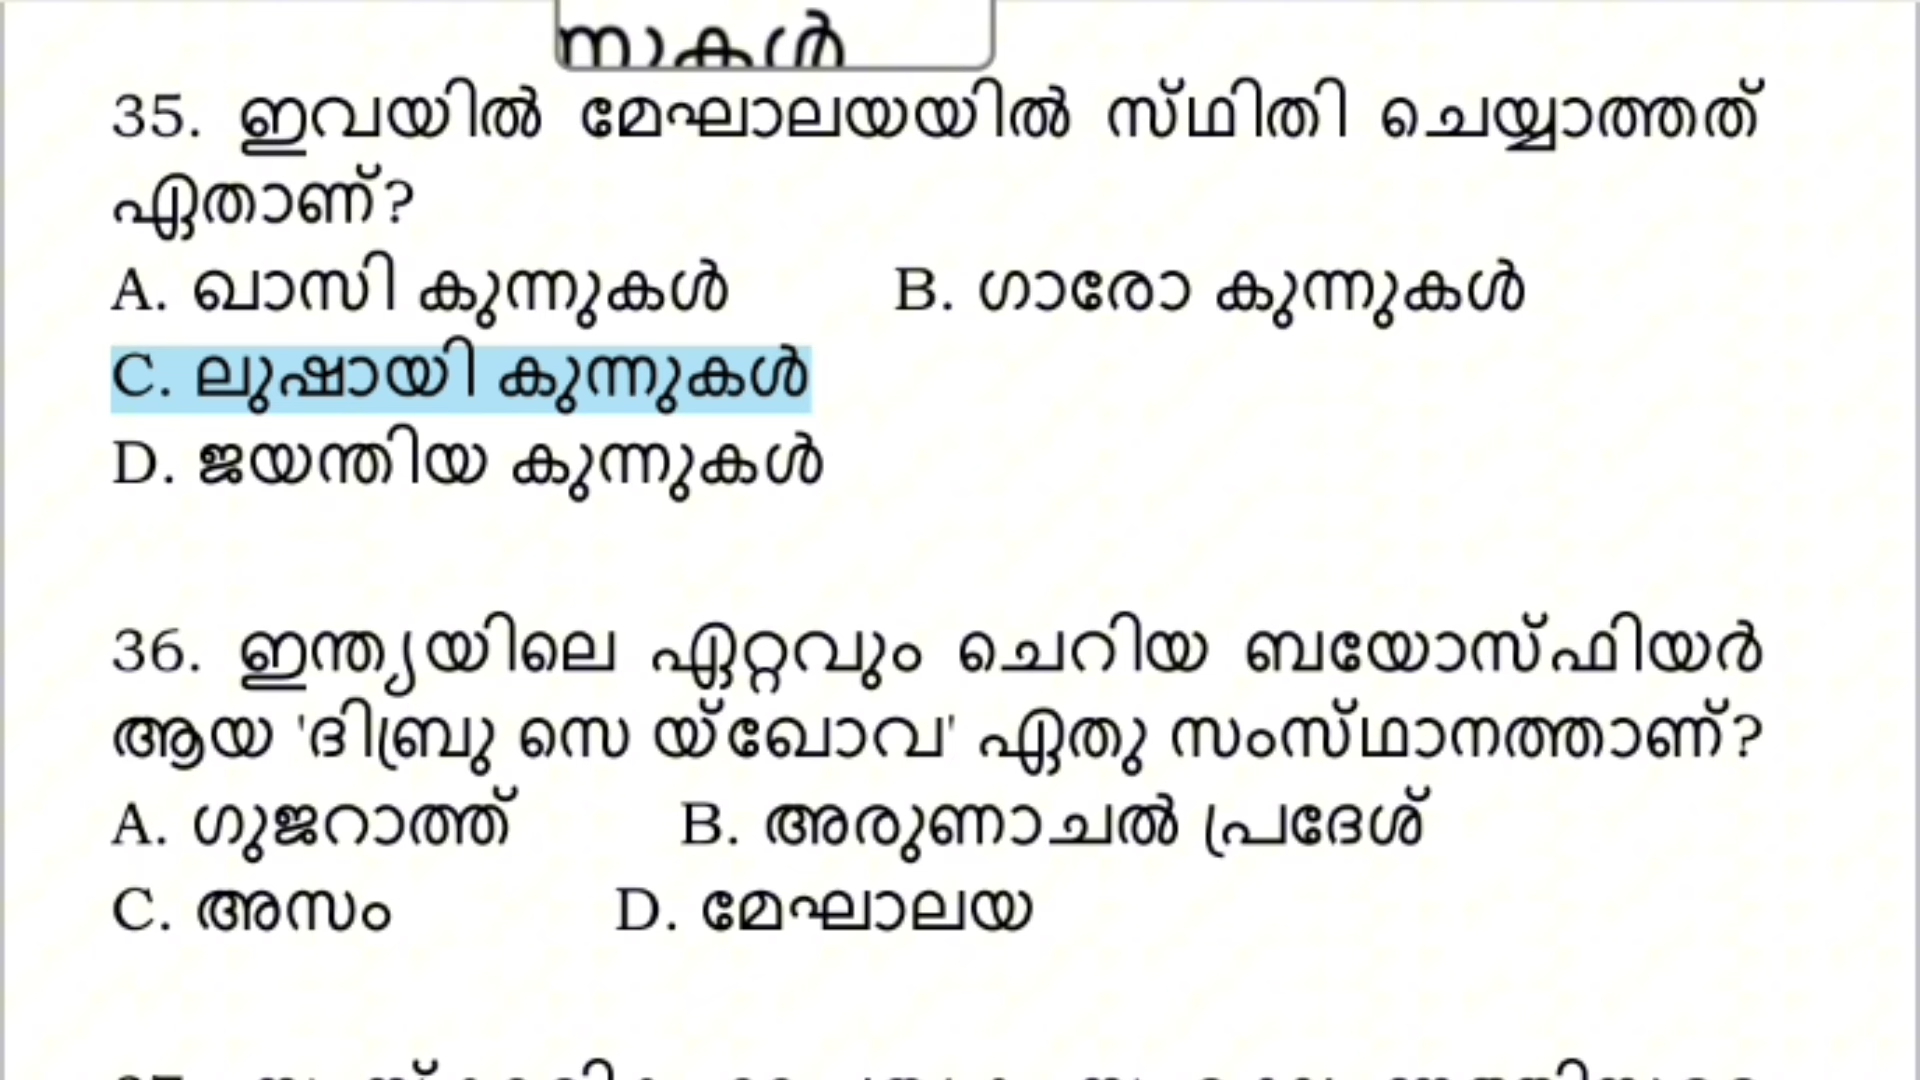 ന്നുകൾ
35. ഇവയിൽ മേഘാലയയിൽ സ്ഥിതി ചെയ്യാത്തത്
ഏതാണ്?
A. ഖാസി കുന്നുകൾ B. ഗാരോ കുന്നുകൾ
C. ലുഷായി കുന്നുകൾ
D. ജയന്തിയ കുന്നുകൾ
36. ഇന്ത്യയിലെ ഏറ്റവും ചെറിയ ബയോസ്ഫിയർ
ആയ 'ദിബ്രു സെ യ്ഖോവ' ഏതു സംസ്ഥാനത്താണ്?
A. ഗുജറാത്ത് B. അരുണാചൽ പ്രദേശ്
C. അസം D. മേഘാലയ